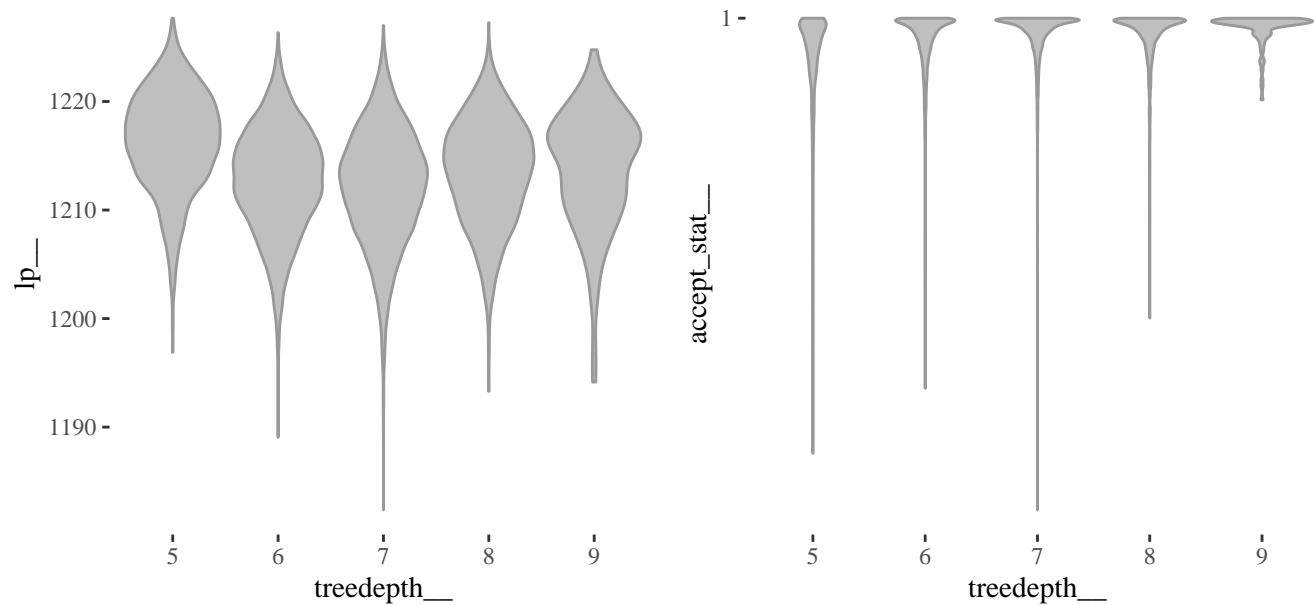 1220
1210
1200
1190
lp__
5 6 7 8 9
treedepth__
1
accept_stat__
5 6 7 8 9
treedepth__